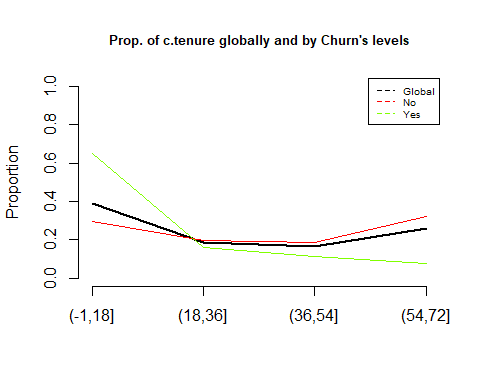 Prop. of c.tenure globally and by Churn's levels
Global
No
Yes
Proportion
1.0
0.8
0.6
0.4
0.2
0.0
(-1,18]
(18,36]
(36,54]
(54,72]